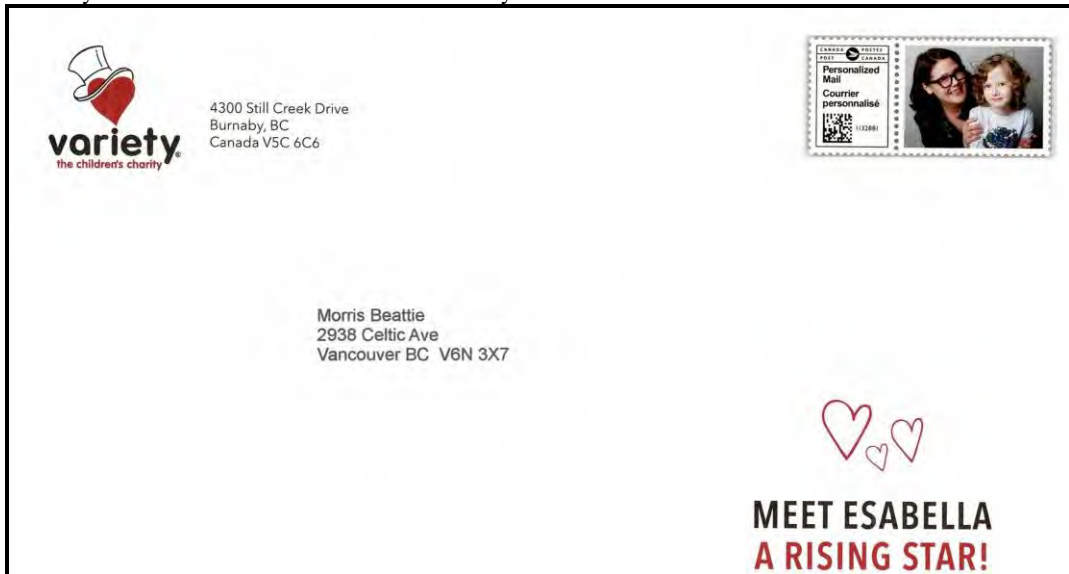 variety
the children's charity
4300 Still Creek Drive
Burnaby, BC
Canada V5C 6C6
CANADA POSTES
POST CANADA
Personalized
Mail
Courrier
personnalisé
Morris Beattie
2938 Celtic Ave
Vancouver BC V6N 3X7
MEET ESABELLA
A RISING STAR!